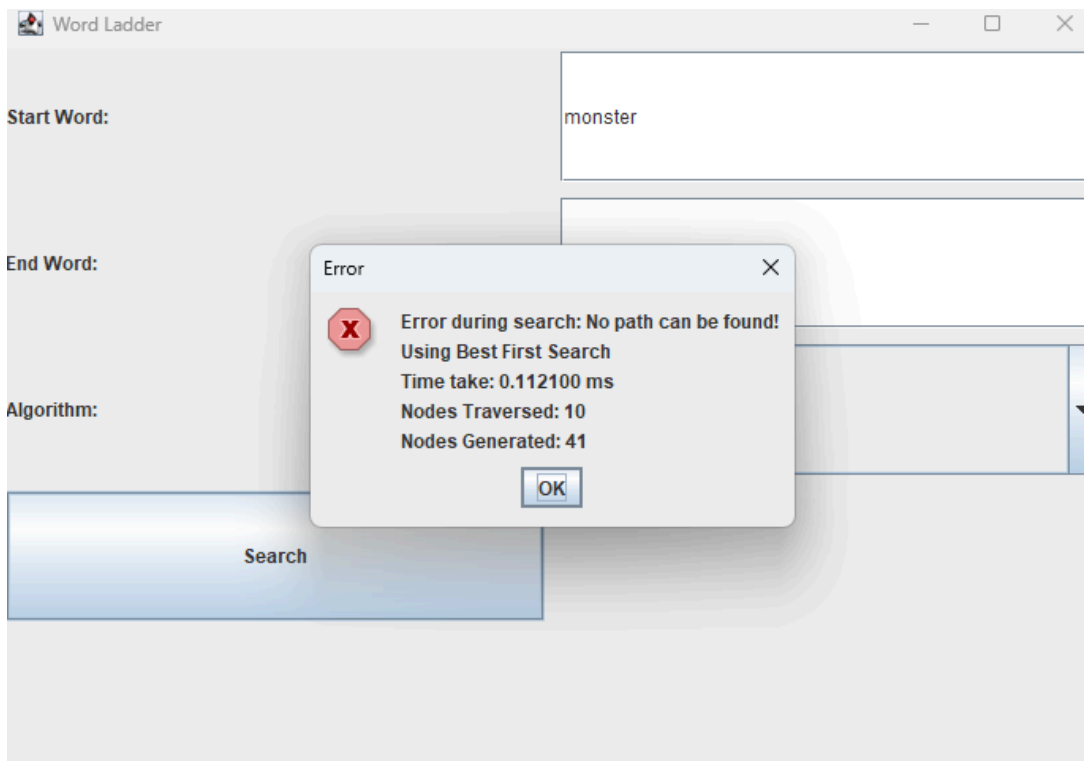 Word Ladder
Start Word:
monster
End Word:
Error
Error during search: No path can be found!
Using Best First Search
Time take: 0.112100 ms
Nodes Traversed: 10
Nodes Generated: 41
OK
Algorithm:
Search